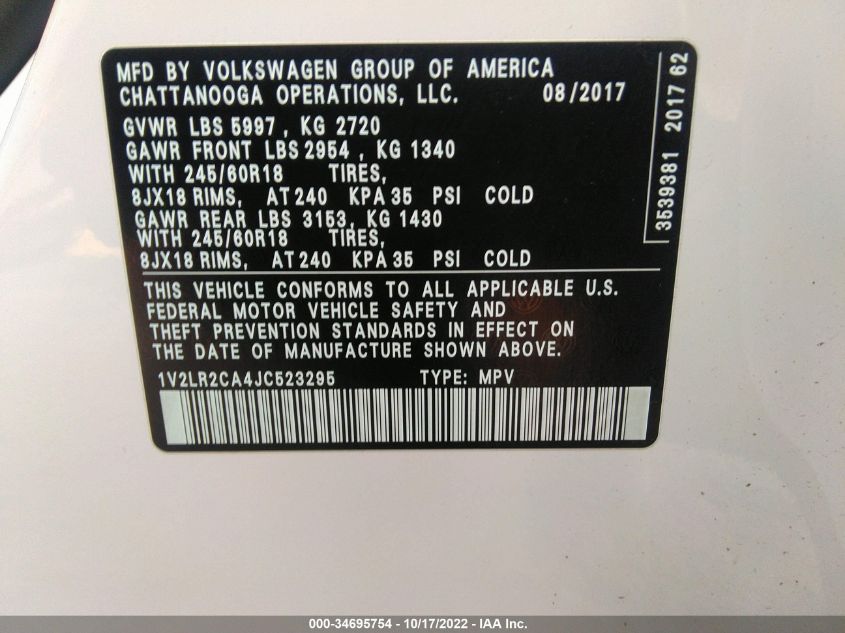 MFD BY VOLKSWAGEN GROUP OF AMERICA
CHATTANOOGA OPERATIONS, LLC. 08/2017
GVWR LBS 5997, KG 2720
GAWR FRONT LBS 2954, KG 1340
WITH 245/60R18 TIRES,
8JX18 RIMS, AT 240 KPA 35 PSI COLD
GAWR REAR LBS 3153, KG 1430
WITH 245/60R18 TIRES,
8JX18 RIMS, AT 240 KPA 35 PSI COLD
THIS VEHICLE CONFORMS TO ALL APPLICABLE U.S.
FEDERAL MOTOR VEHICLE SAFETY AND
THEFT PREVENTION STANDARDS IN EFFECT ON
THE DATE OF MANUFACTURE SHOWN ABOVE.
1V2LR2CA4JC523295 TYPE: MPV
3539381 2017 62
000-34695754 - 10/17/2022 - IAA Inc.